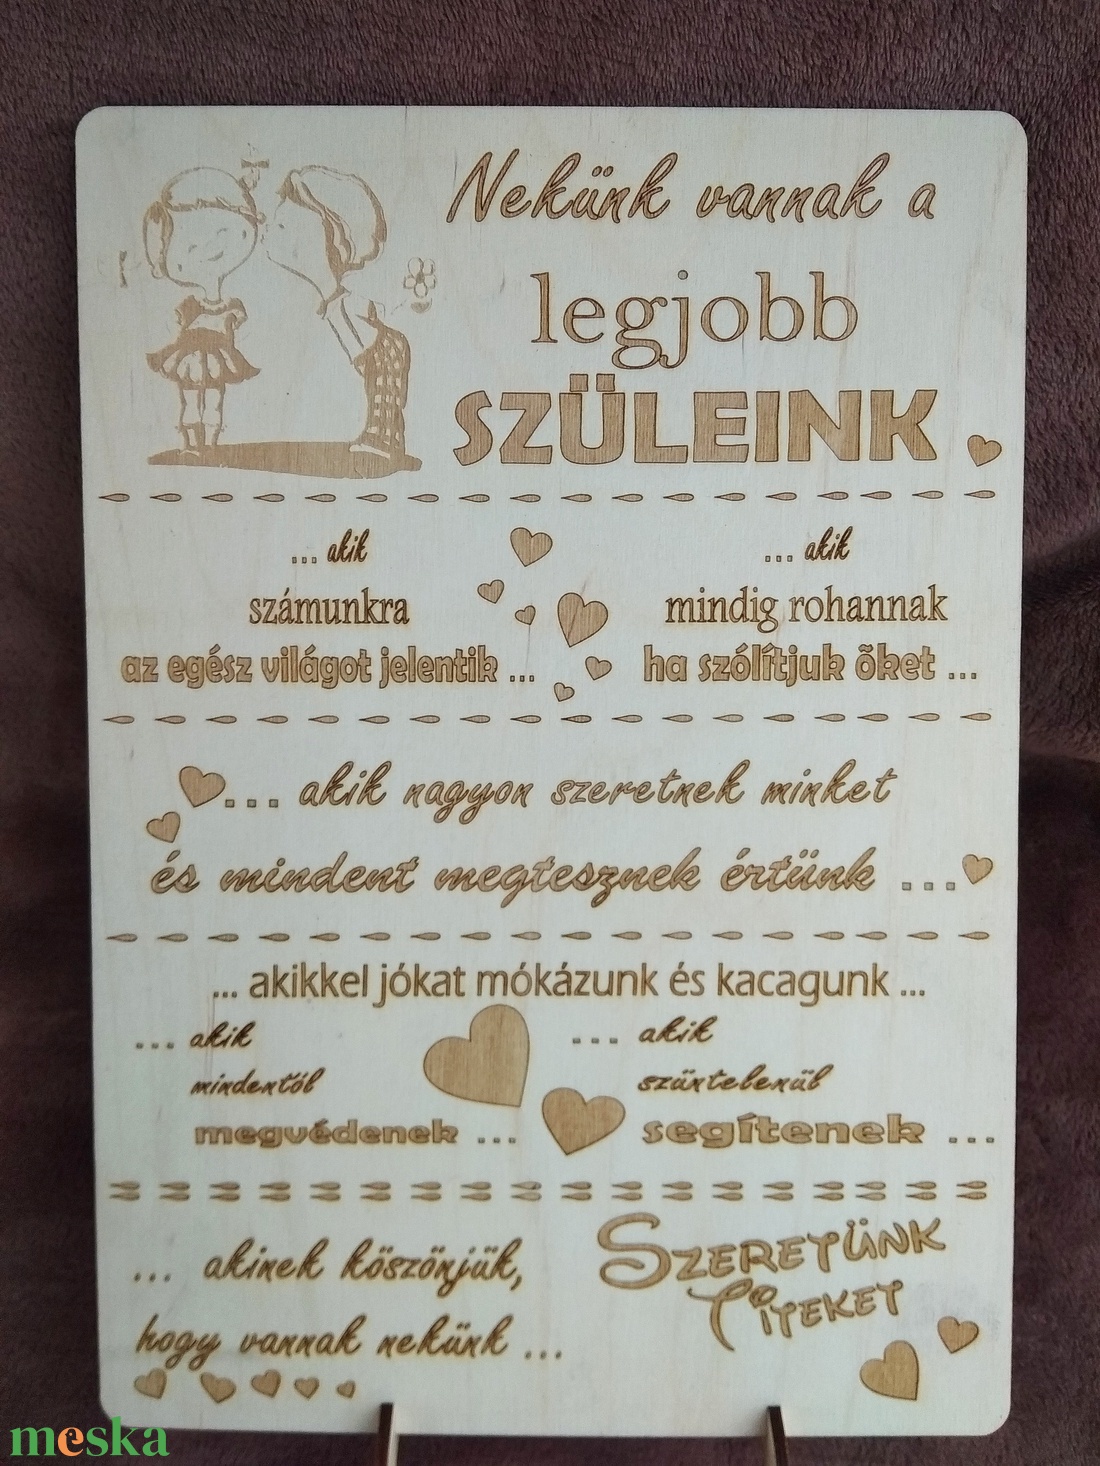 Nekünk vannak a
legjobb
SZÜLEINK
... akik
számunkra
az egész világot jelentik ...
... akik
mindig rohannak
ha szólítjuk õket ...
... akik nagyon szeretnek minket
és mindent megtesznek értünk ...
... akikkel jókat mókázunk és kacagunk ...
... akik
mindentól
megvédenek ...
... akik
szüntelenül
segítenek ...
... akinek köszönjük,
hogy vannak nekünk ...
SZERETÜNK
TITEKET
meska